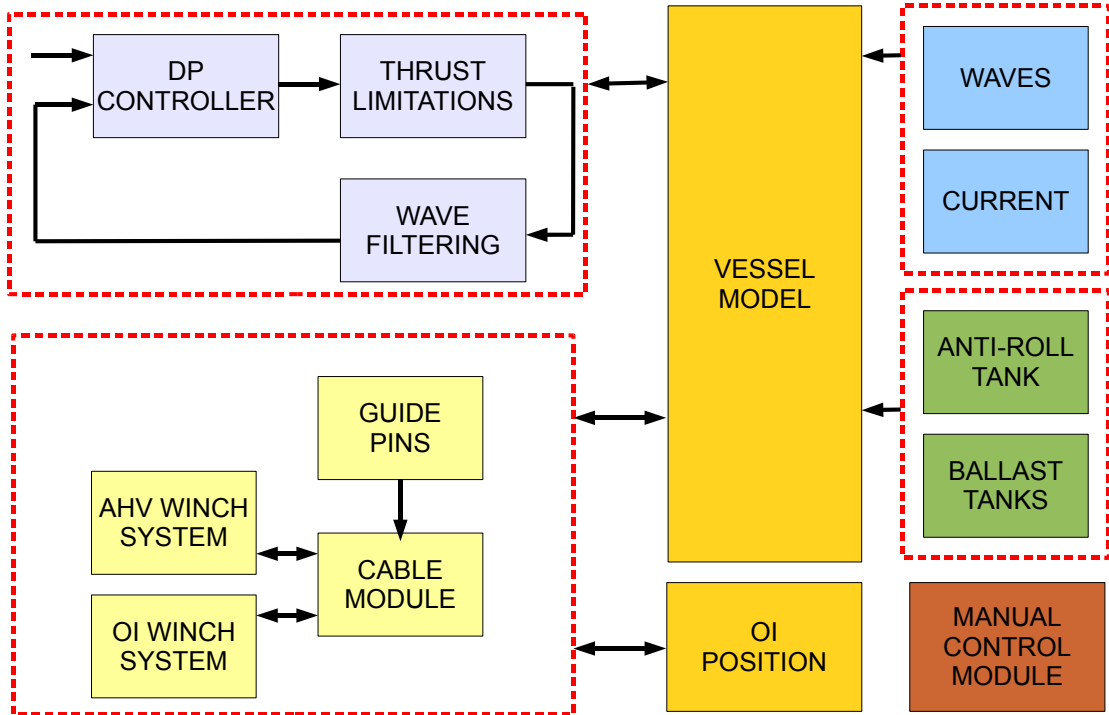 DP
CONTROLLER
THRUST
LIMITATIONS
WAVE
FILTERING
VESSEL
MODEL
WAVES
CURRENT
ANTI-ROLL
TANK
BALLAST
TANKS
GUIDE
PINS
AHV WINCH
SYSTEM
CABLE
MODULE
OI WINCH
SYSTEM
OI
POSITION
MANUAL
CONTROL
MODULE